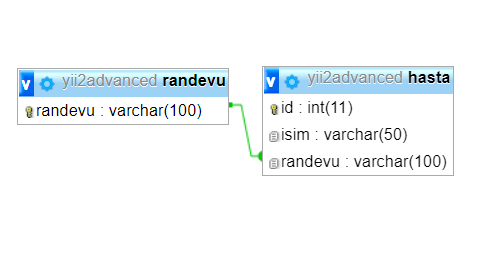 v yii2advanced randevu
randevu : varchar(100)
v yii2advanced hasta
id : int(11)
isim : varchar(50)
randevu : varchar(100)